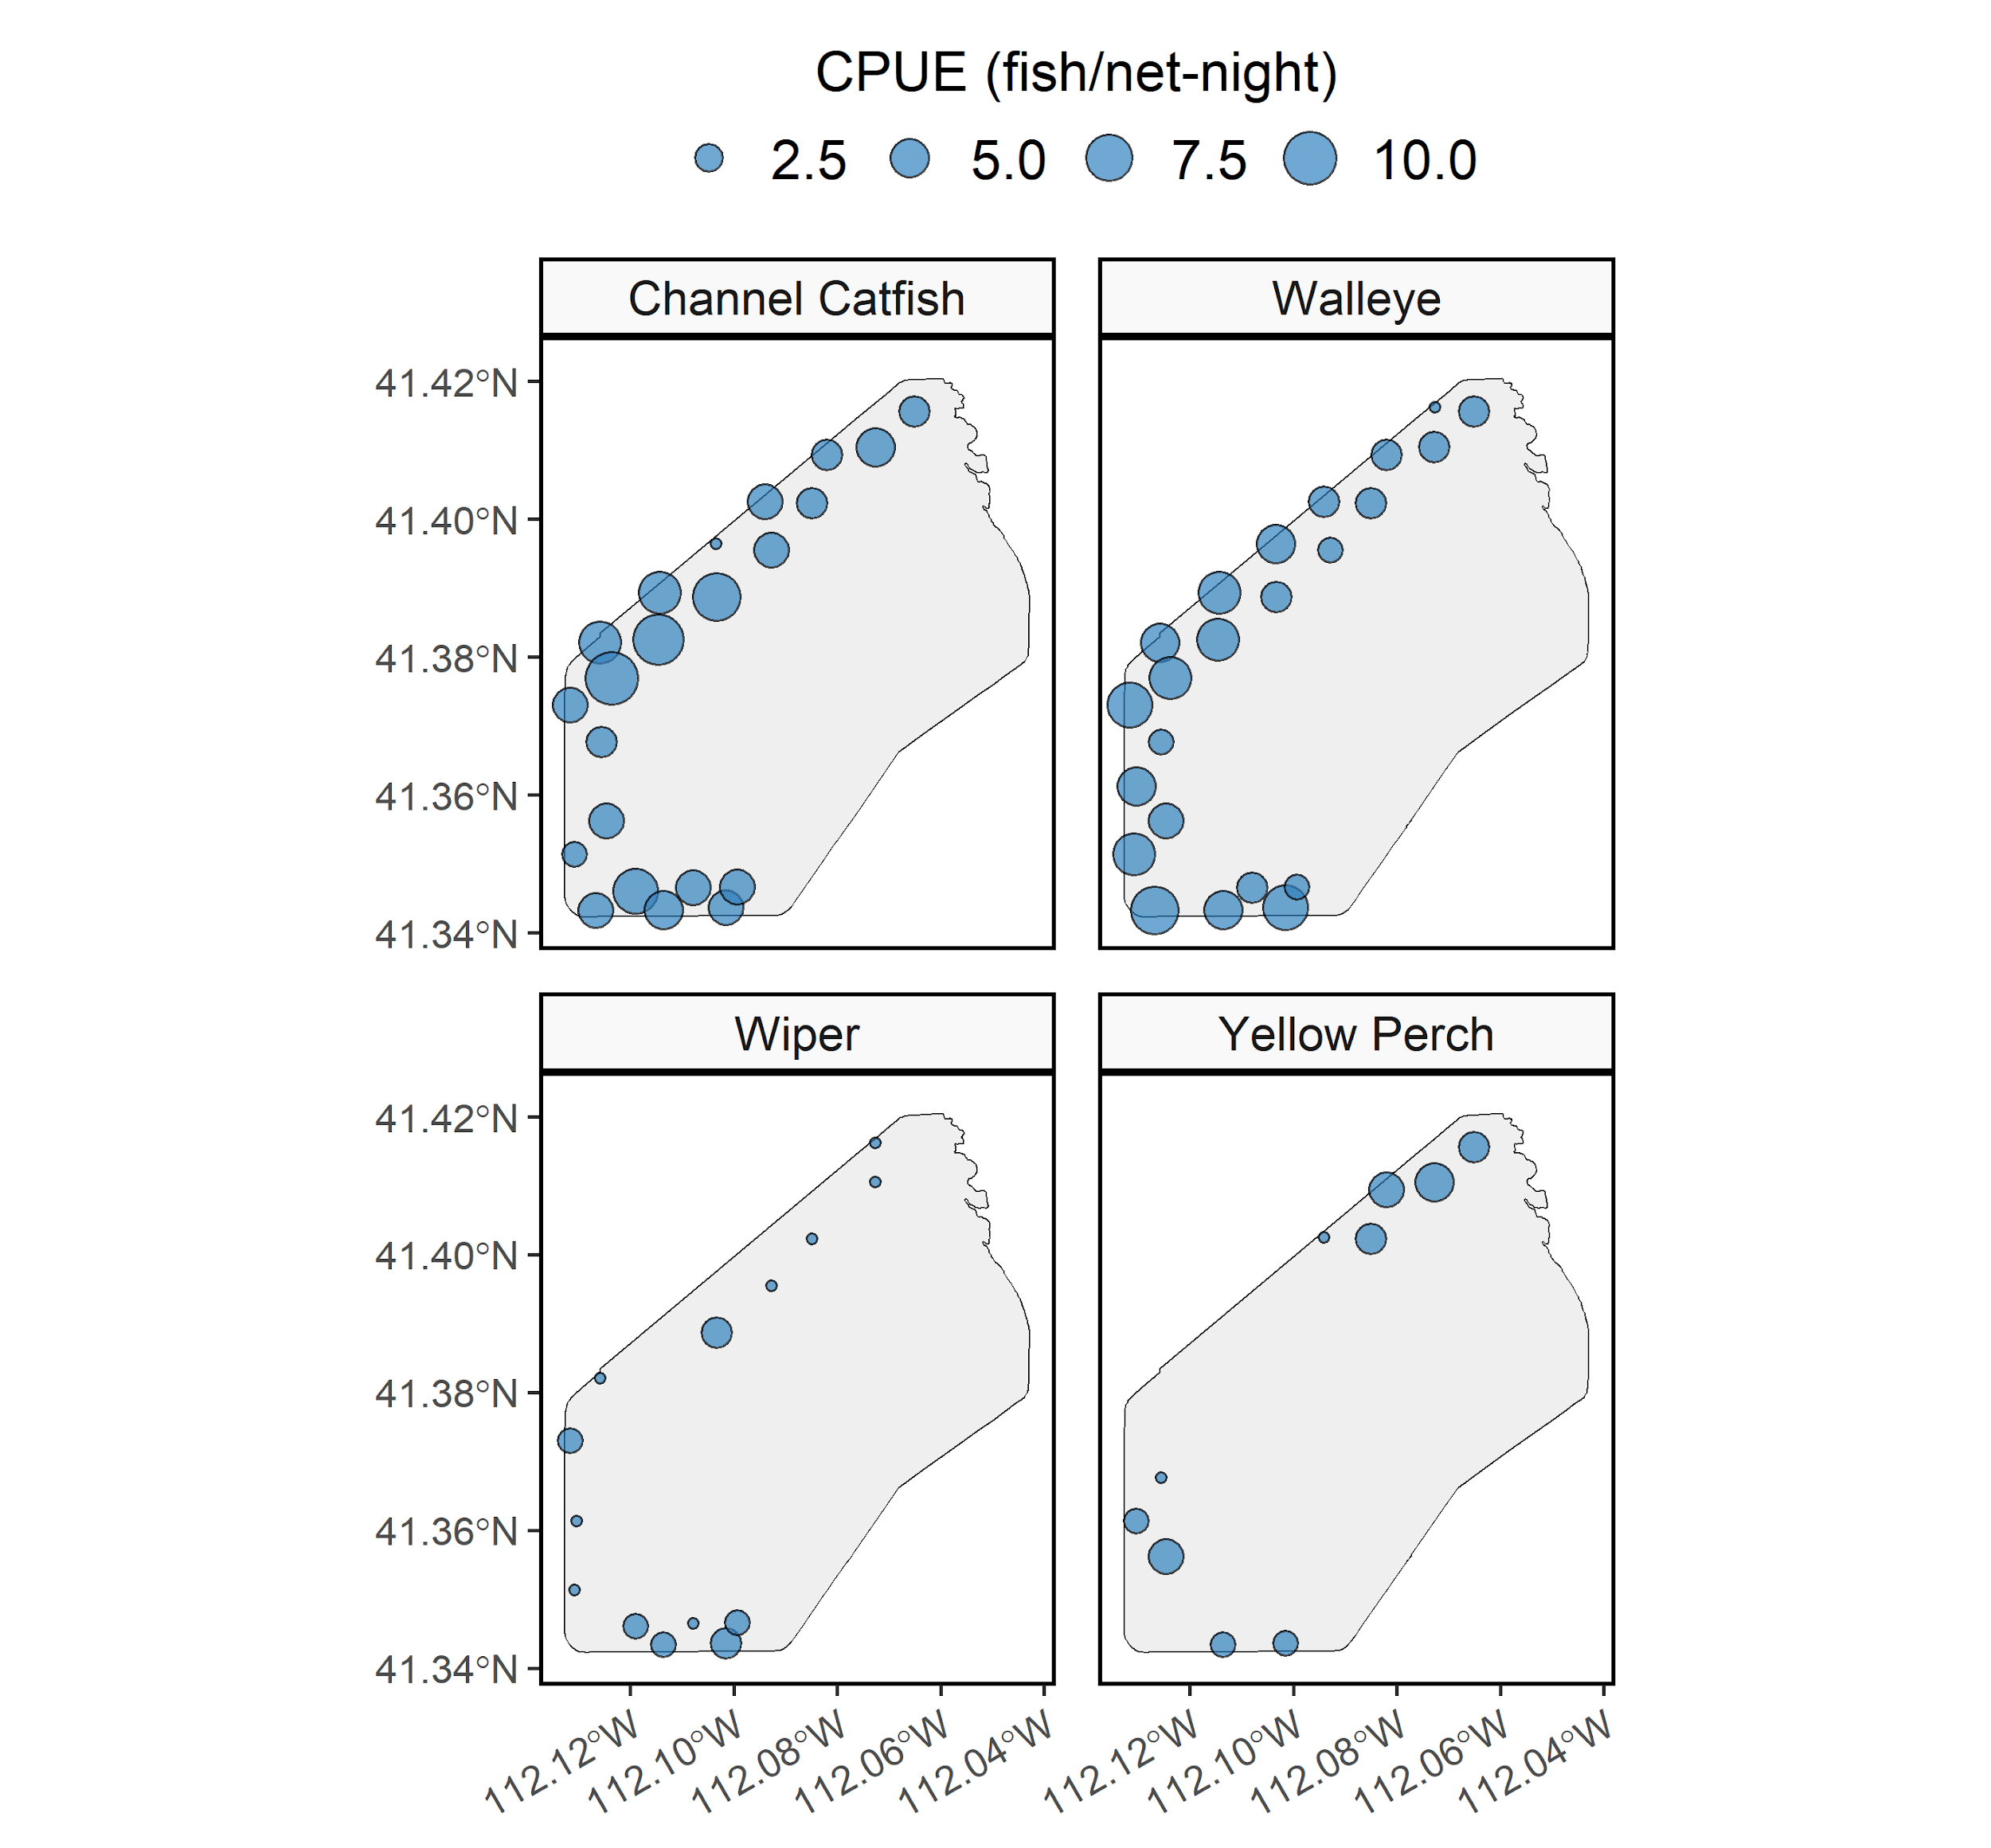 CPUE (fish/net-night)
2.5 5.0 7.5 10.0
Channel Catfish Walleye
41.42°N
41.40°N
41.38°N
41.36°N
41.34°N
Wiper Yellow Perch
41.42°N
41.40°N
41.38°N
41.36°N
41.34°N
112.12°W 112.10°W 112.08°W 112.06°W 112.04°W 112.12°W 112.10°W 112.08°W 112.06°W 112.04°W